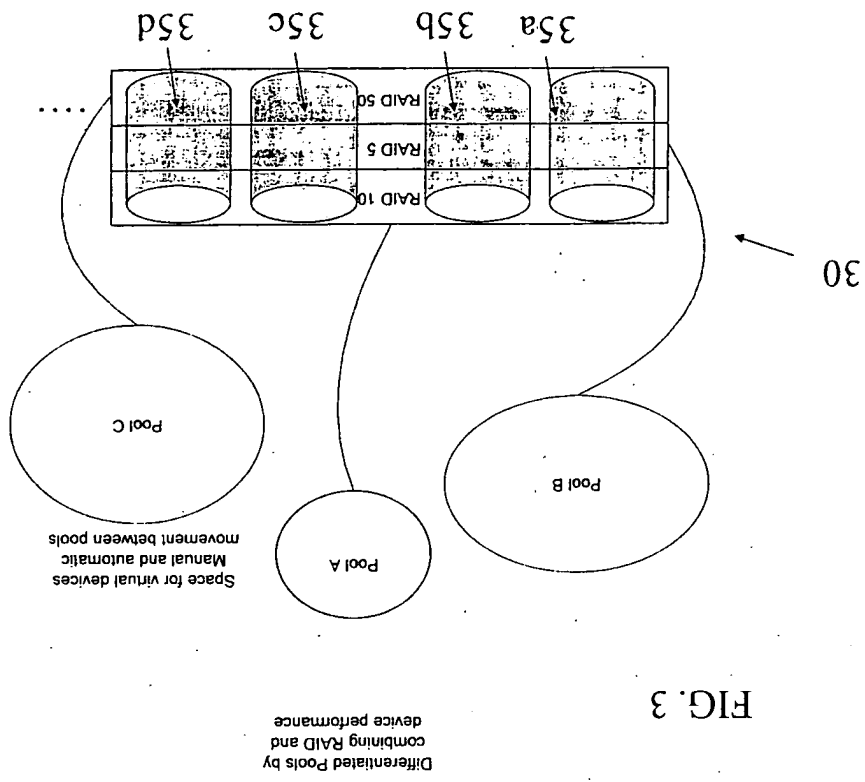 Differentiated Pools by
combining RAID and
device performance
FIG. 3
Space for virtual devices
Manual and automatic
movement between pools
Pool A
Pool B
Pool C
30
RAID 10
RAID 5
RAID 50
....
35a 35b 35c 35d